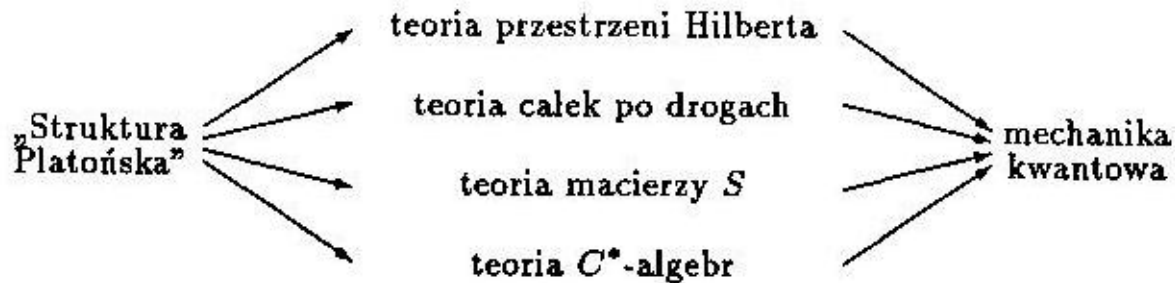 teoria przestrzeni Hilberta
teoria całek po drogach
„Struktura
Platońska”
mechanika
kwantowa
teoria macierzy S
teoria C*-algebr